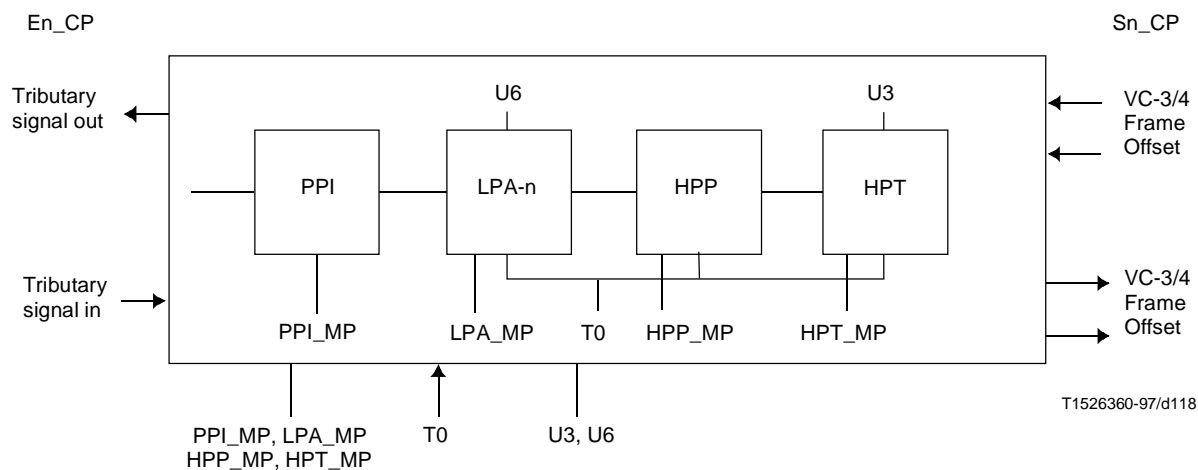 En_CP
Sn_CP
Tributary
signal out
U6
U3
VC-3/4
Frame
Offset
PPI
LPA-n
HPP
HPT
Tributary
signal in
VC-3/4
Frame
Offset
PPI_MP
LPA_MP
T0
HPP_MP
HPT_MP
T1526360-97/d118
PPI_MP, LPA_MP
HPP_MP, HPT_MP
T0
U3, U6